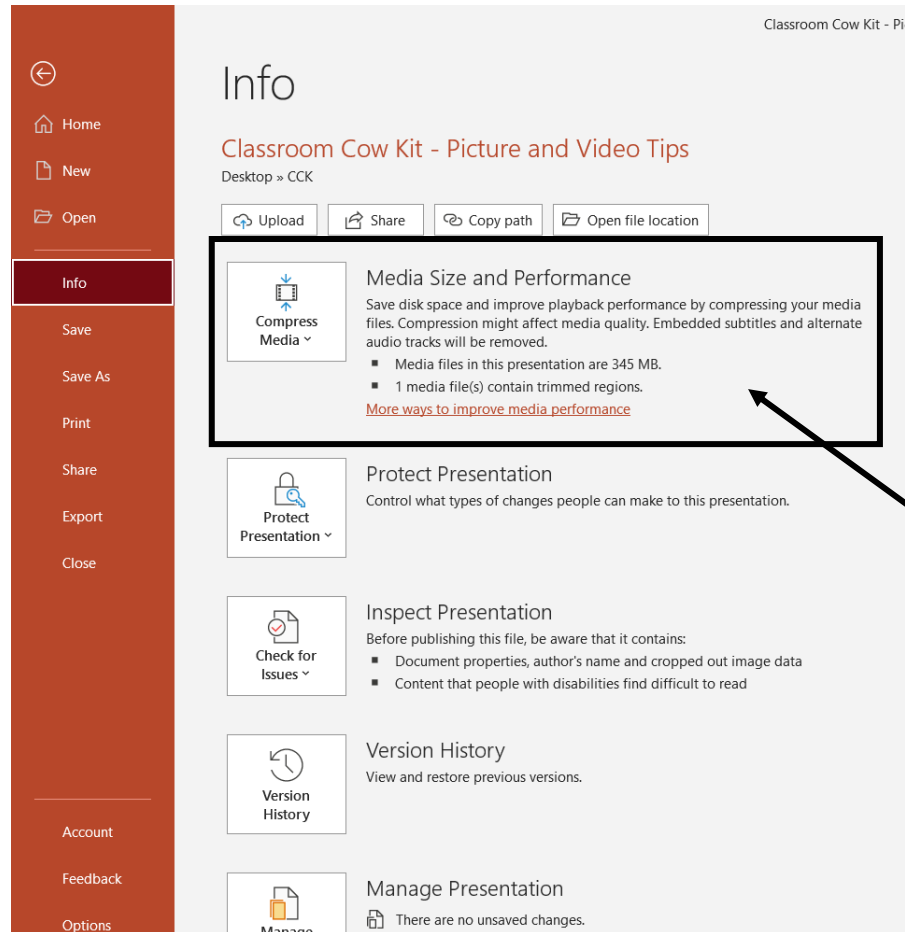 Classroom Cow Kit - Pi
Info
Home
New
Open
Info
Save
Save As
Print
Share
Export
Close
Account
Feedback
Options
Classroom Cow Kit - Picture and Video Tips
Desktop » CCK
Upload
Share
Copy path
Open file location
Compress
Media
Media Size and Performance
Save disk space and improve playback performance by compressing your media
files. Compression might affect media quality. Embedded subtitles and alternate
audio tracks will be removed.
Media files in this presentation are 345 MB.
1 media file(s) contain trimmed regions.
More ways to improve media performance
Protect
Presentation
Protect Presentation
Control what types of changes people can make to this presentation.
Check for
Issues
Inspect Presentation
Before publishing this file, be aware that it contains:
Document properties, author's name and cropped out image data
Content that people with disabilities find difficult to read
Version
History
Version History
View and restore previous versions.
Manage
Manage Presentation
There are no unsaved changes.